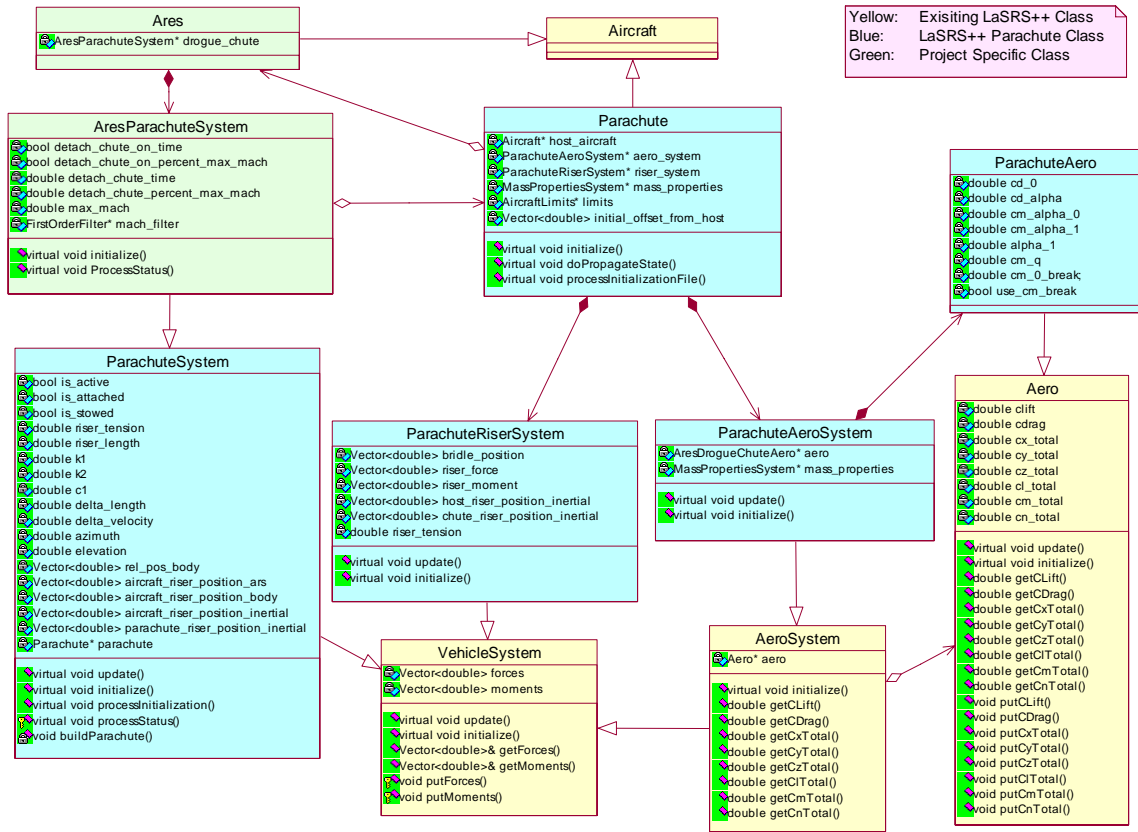 Ares
AresParachuteSystem* drogue_chute
Aircraft
Yellow: Exisiting LaSRS++ Class
Blue: LaSRS++ Parachute Class
Green: Project Specific Class
AresParachuteSystem
bool detach_chute_on_time
bool detach_chute_on_percent_max_mach
double detach_chute_time
double detach_chute_percent_max_mach
double max_mach
FirstOrderFilter* mach_filter
virtual void initialize()
virtual void ProcessStatus()
Parachute
Aircraft* host_aircraft
ParachuteAeroSystem* aero_system
ParachuteRiserSystem* riser_system
MassPropertiesSystem* mass_properties
AircraftLimits* limits
Vector<double> initial_offset_from_host
virtual void initialize()
virtual void doPropagateState()
virtual void processInitializationFile()
ParachuteAero
double cd_0
double cd_alpha
double cm_alpha_0
double cm_alpha_1
double alpha_1
double cm_q
double cm_0_break;
bool use_cm_break
ParachuteSystem
bool is_active
bool is_attached
bool is_stowed
double riser_tension
double riser_length
double k1
double k2
double c1
double delta_length
double delta_velocity
double azimuth
double elevation
Vector<double> rel_pos_body
Vector<double> aircraft_riser_position_ars
Vector<double> aircraft_riser_position_body
Vector<double> aircraft_riser_position_inertial
Vector<double> parachute_riser_position_inertial
Parachute* parachute
virtual void update()
virtual void initialize()
virtual void processInitialization()
virtual void processStatus()
void buildParachute()
ParachuteRiserSystem
Vector<double> bridle_position
Vector<double> riser_force
Vector<double> riser_moment
Vector<double> host_riser_position_inertial
Vector<double> chute_riser_position_inertial
double riser_tension
virtual void update()
virtual void initialize()
ParachuteAeroSystem
AresDrogueChuteAero* aero
MassPropertiesSystem* mass_properties
virtual void update()
virtual void initialize()
Aero
double clift
double cdrag
double cx_total
double cy_total
double cz_total
double cl_total
double cm_total
double cn_total
virtual void update()
virtual void initialize()
double getCLift()
double getCDrag()
double getCxTotal()
double getCyTotal()
double getCzTotal()
double getClTotal()
double getCmTotal()
double getCnTotal()
void putCLift()
void putCDrag()
void putCxTotal()
void putCyTotal()
void putCzTotal()
void putClTotal()
void putCmTotal()
void putCnTotal()
VehicleSystem
Vector<double> forces
Vector<double> moments
virtual void update()
virtual void initialize()
Vector<double>& getForces()
Vector<double>& getMoments()
void putForces()
void putMoments()
AeroSystem
Aero* aero
virtual void initialize()
double getCLift()
double getCDrag()
double getCxTotal()
double getCyTotal()
double getCzTotal()
double getClTotal()
double getCmTotal()
double getCnTotal()